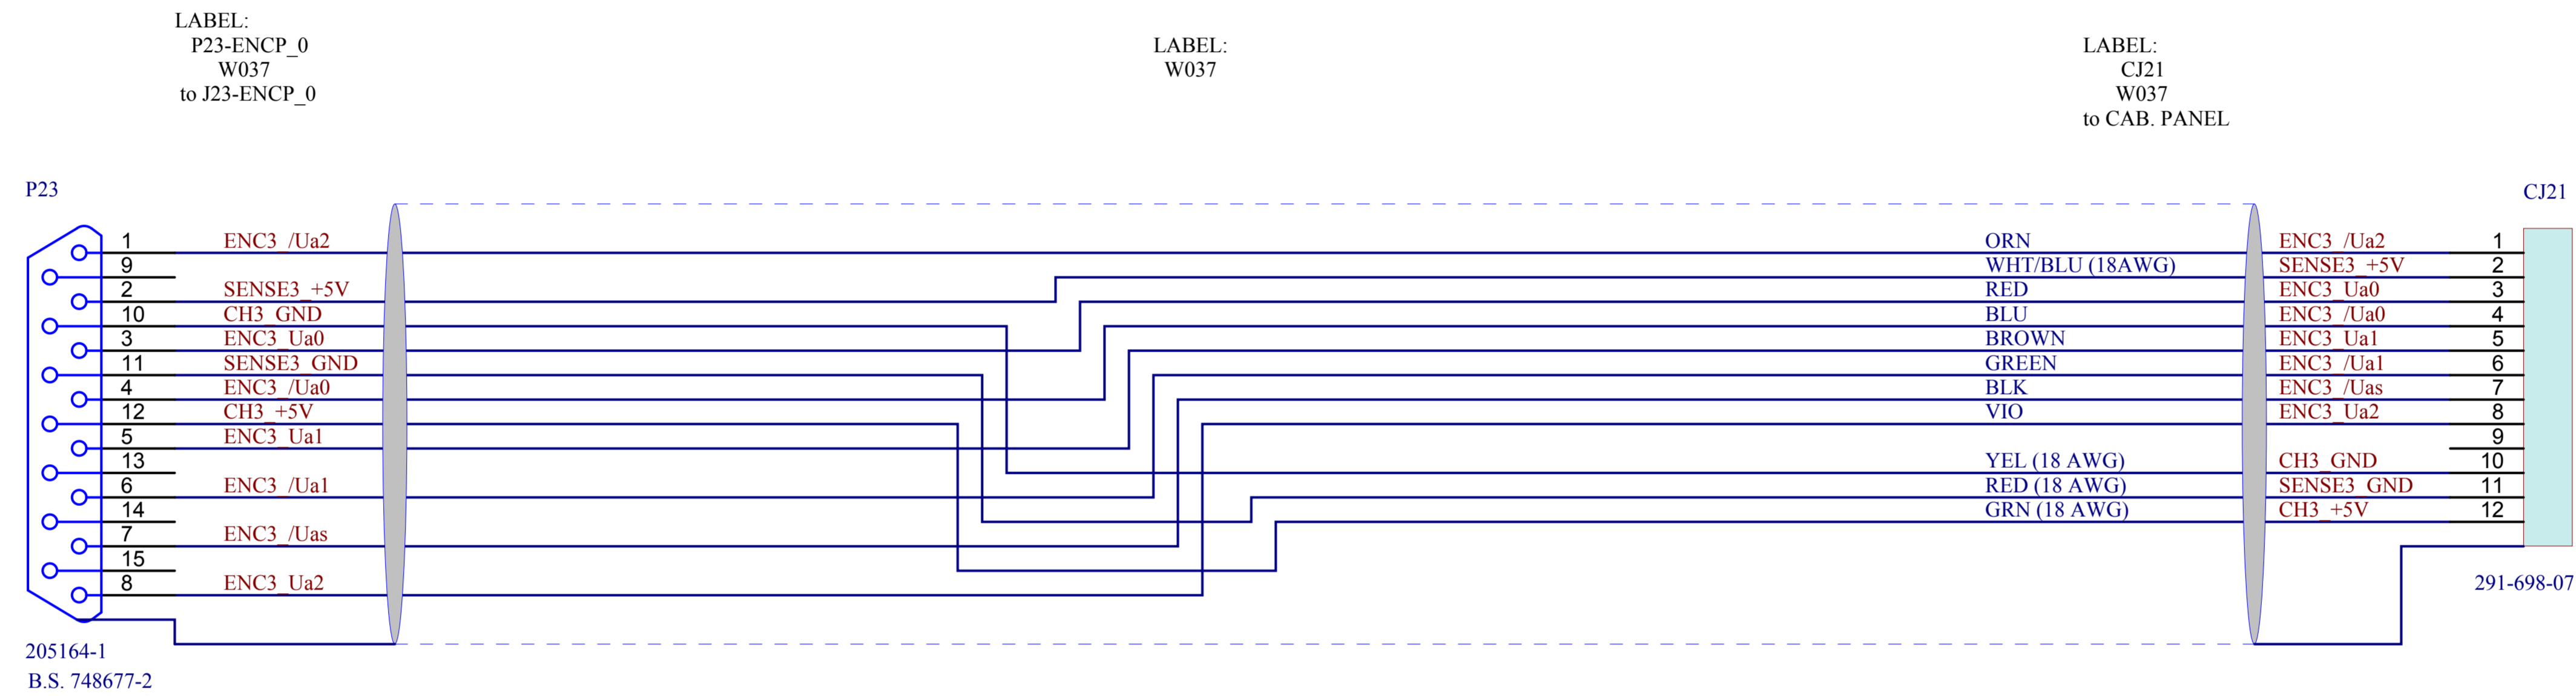 LABEL:
P23-ENCP_0
W037
to J23-ENCP_0
LABEL:
W037
LABEL:
CJ21
W037
to CAB. PANEL
P23
CJ21
1 ENC3_/Ua2 ORN ENC3_/Ua2 1
9 WHT/BLU (18AWG) SENSE3_+5V 2
2 SENSE3_+5V RED ENC3_Ua0 3
10 CH3_GND BLU ENC3_/Ua0 4
3 ENC3_Ua0 BROWN ENC3_Ua1 5
11 SENSE3_GND GREEN ENC3_/Ua1 6
4 ENC3_/Ua0 BLK ENC3_/Uas 7
12 CH3_+5V VIO ENC3_Ua2 8
5 ENC3_Ua1 9
13 YEL (18 AWG) CH3_GND 10
6 ENC3_/Ua1 RED (18 AWG) SENSE3_GND 11
14 GRN (18 AWG) CH3_+5V 12
7 ENC3_/Uas
15
8 ENC3_Ua2
291-698-07
205164-1
B.S. 748677-2